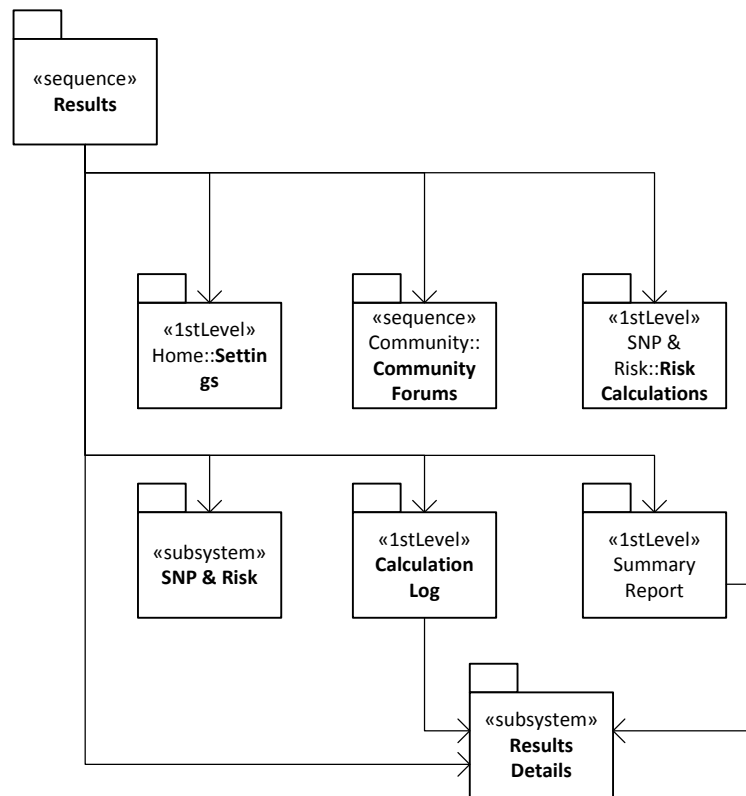 «sequence»
Results
«1stLevel»
Home::Settin
gs
«sequence»
Community::
Community
Forums
«1stLevel»
SNP &
Risk::Risk
Calculations
«subsystem»
SNP & Risk
«1stLevel»
Calculation
Log
«1stLevel»
Summary
Report
«subsystem»
Results
Details